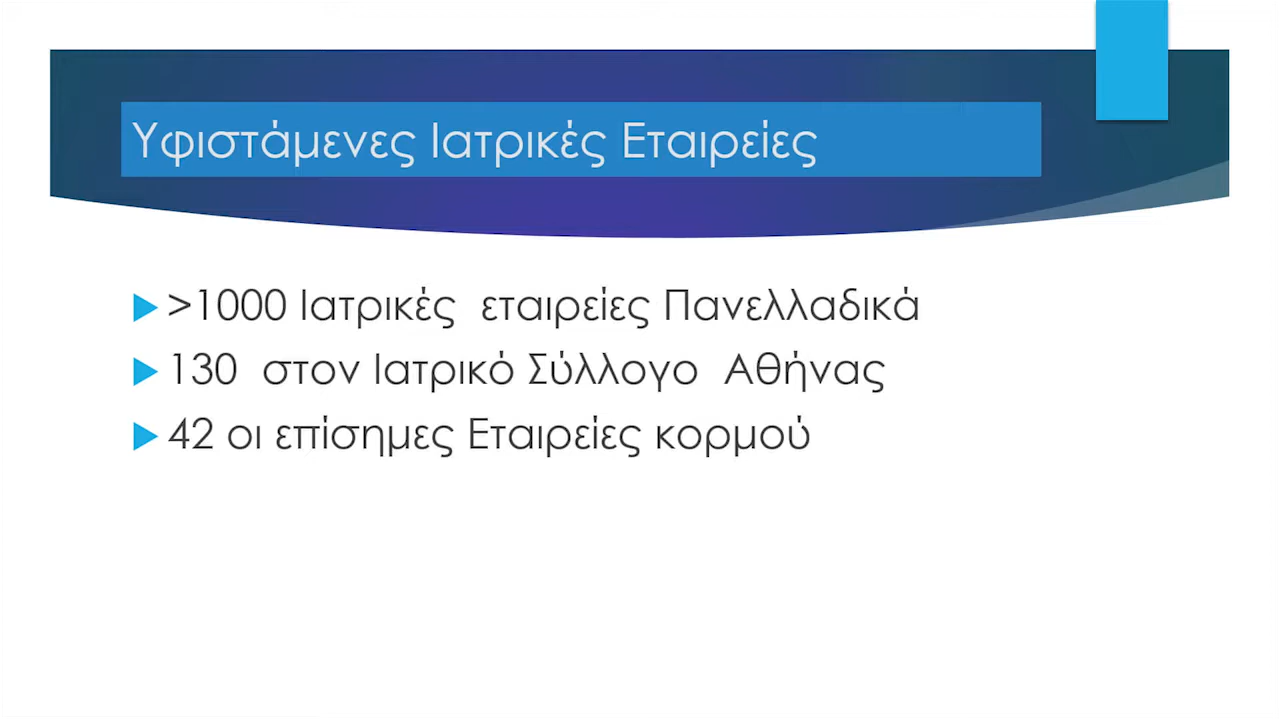 Υφιστάμενες Ιατρικές Εταιρείες
>1000 Ιατρικές εταιρείες Πανελλαδικά
130 στον Ιατρικό Σύλλογο Αθήνας
42 οι επίσημες Εταιρείες κορμού